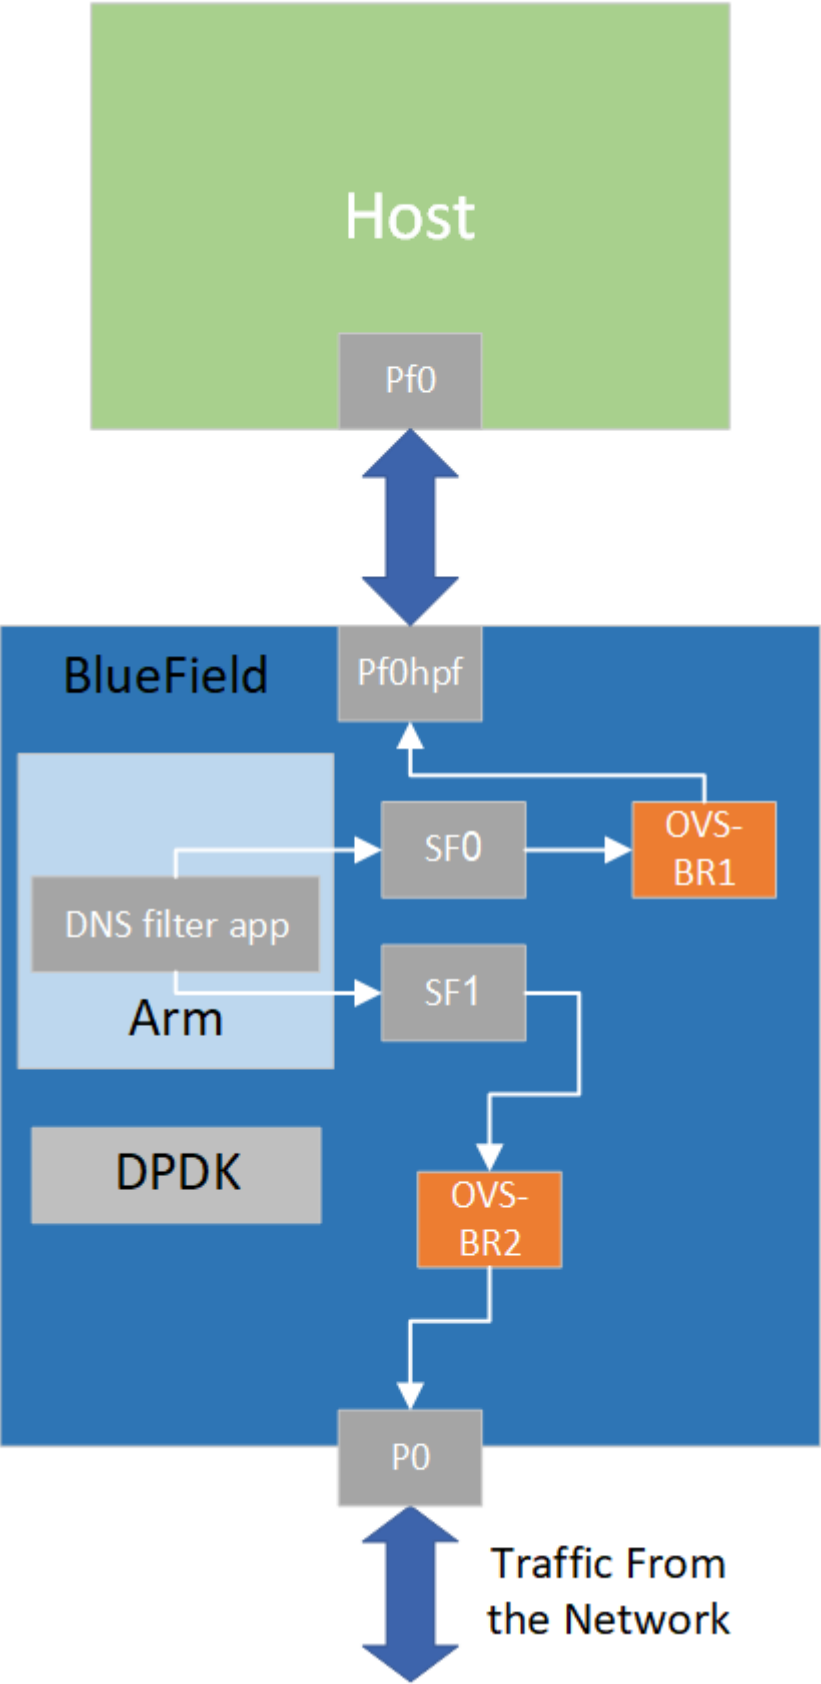 Host
Pf0
BlueField
Pf0hpf
SF0
OVS-
BR1
DNS filter app
SF1
Arm
DPDK
OVS-
BR2
P0
Traffic From
the Network